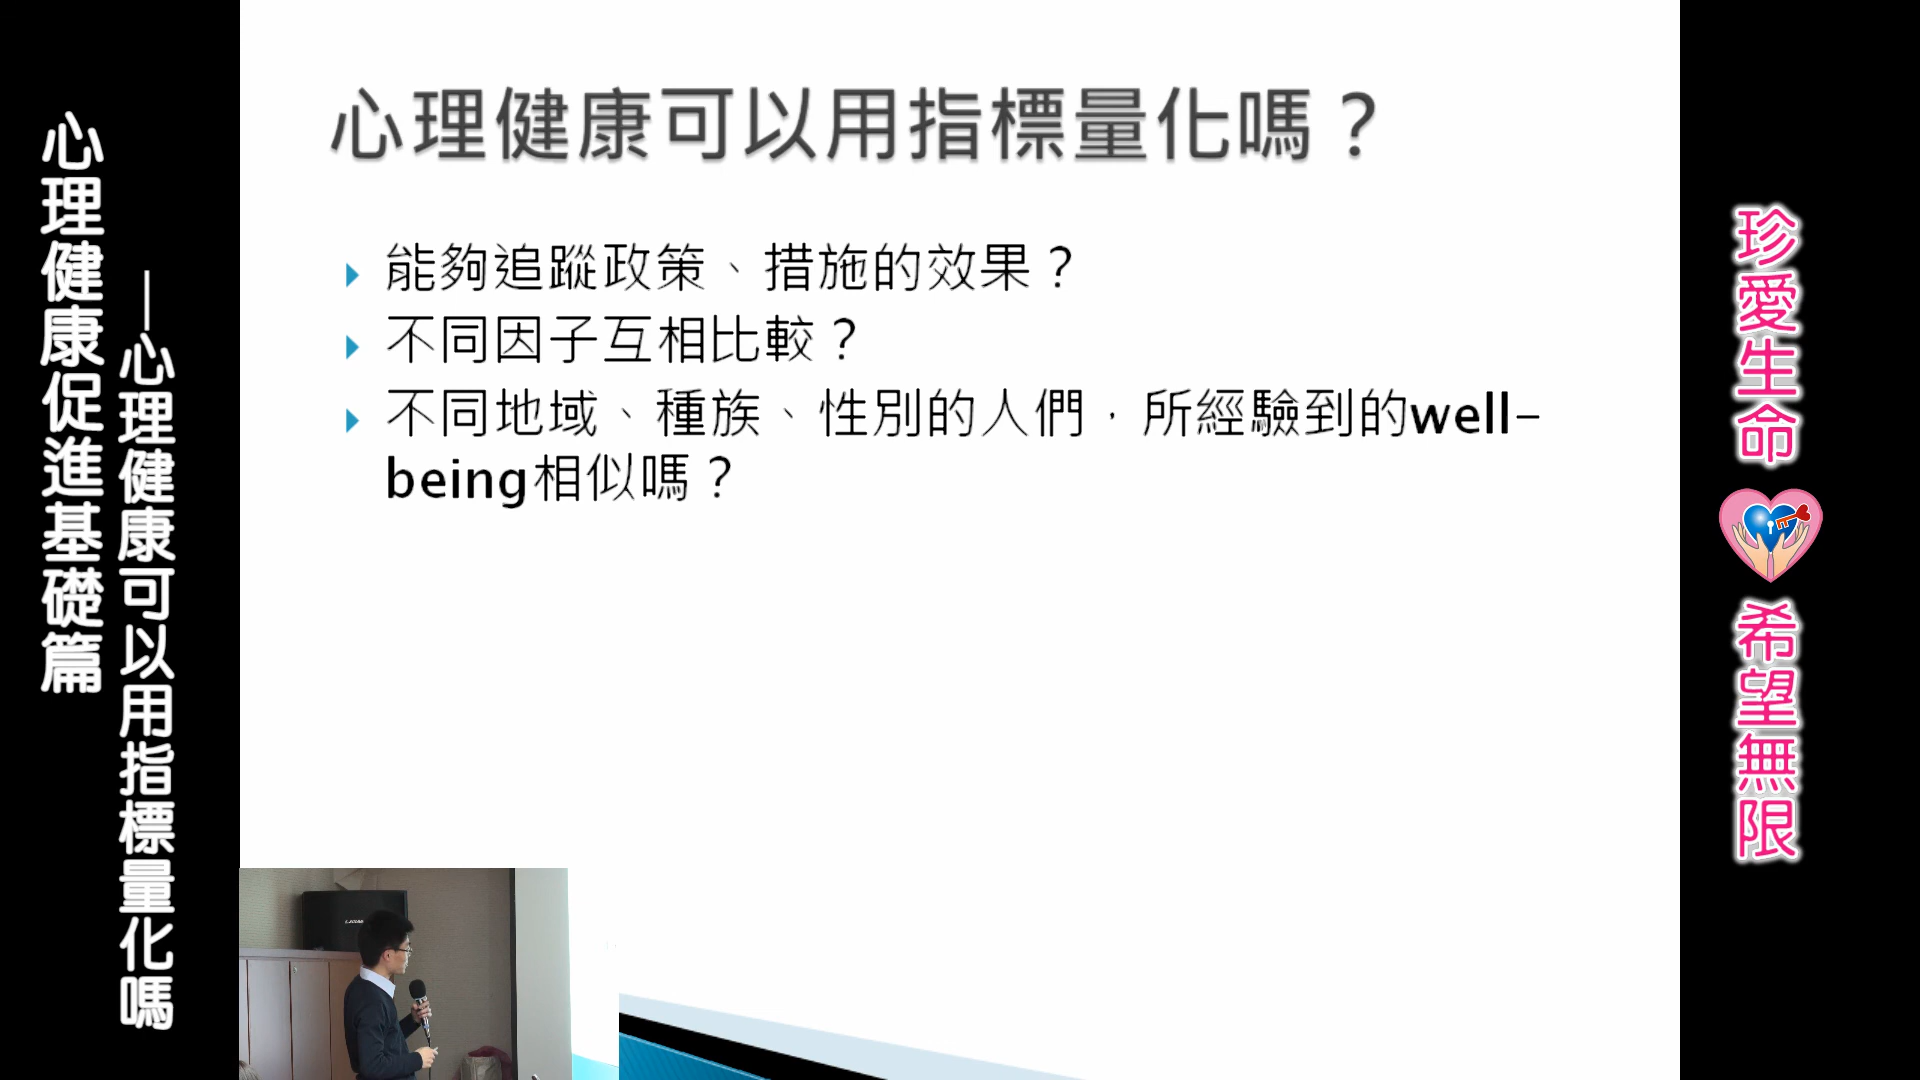 心理健康促進基礎篇
—心理健康可以用指標量化嗎
心理健康可以用指標量化嗎？
能夠追蹤政策、措施的效果？
不同因子互相比較？
不同地域、種族、性別的人們，所經驗到的well-
being相似嗎？
珍愛生命
希望無限